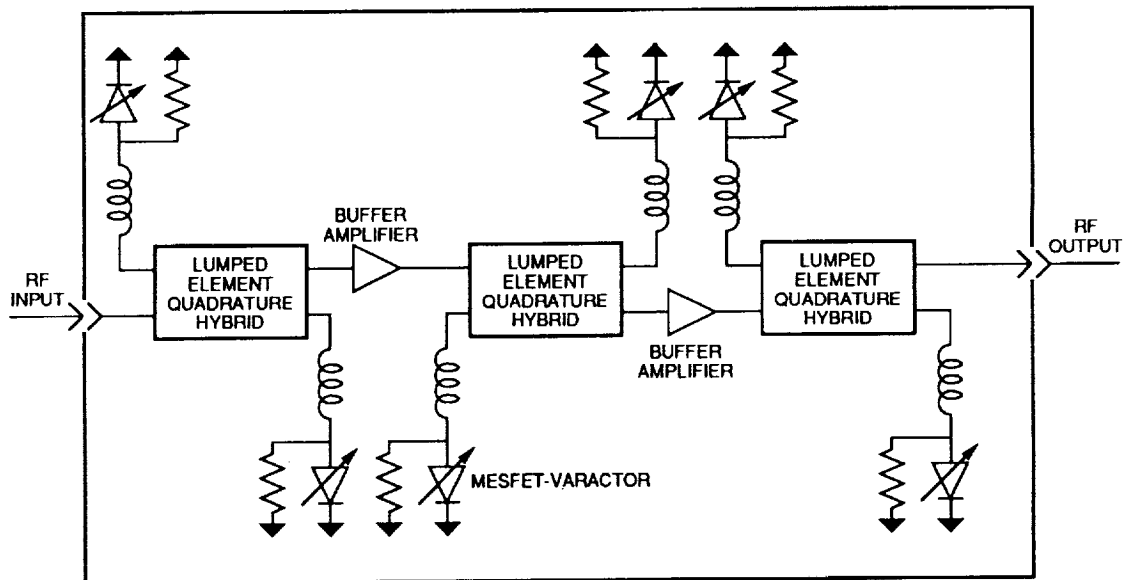 BUFFER
AMPLIFIER
RF
INPUT
LUMPED
ELEMENT
QUADRATURE
HYBRID
LUMPED
ELEMENT
QUADRATURE
HYBRID
LUMPED
ELEMENT
QUADRATURE
HYBRID
RF
OUTPUT
BUFFER
AMPLIFIER
MESFET-VARACTOR